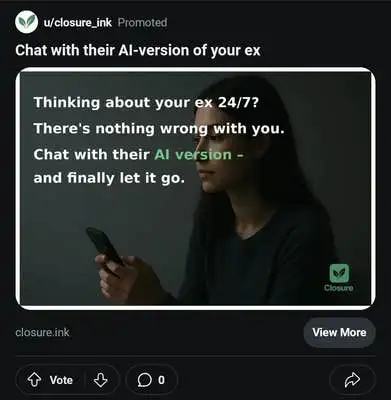 u/closure_ink Promoted
Chat with their AI-version of your ex
Thinking about your ex 24/7?
There's nothing wrong with you.
Chat with their AI version –
and finally let it go.
Closure
closure.ink
View More
Vote
0